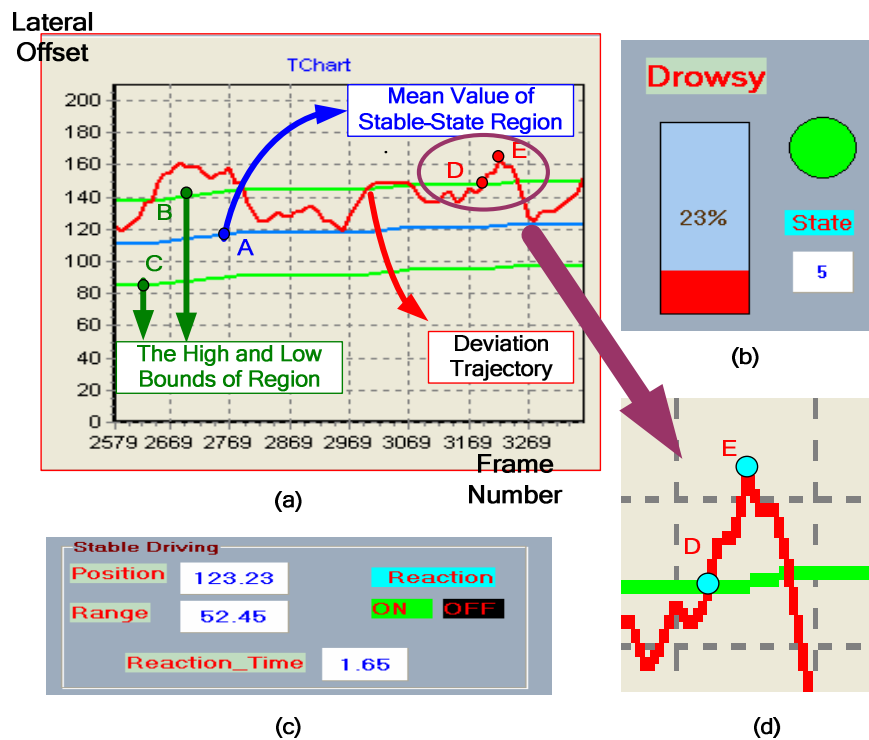 Lateral
Offset
TChart
200
180
160
140
120
100
80
60
40
20
0
2579 2669 2769 2869 2969 3069 3169 3269
Mean Value of
Stable-State Region
A
B
C
D
E
The High and Low
Bounds of Region
Deviation
Trajectory
Frame
Number
(a)
Drowsy
23%
State
5
(b)
Stable Driving
Position 123.23
Reaction
Range 52.45
ON OFF
Reaction_Time 1.65
(c)
E
D
(d)